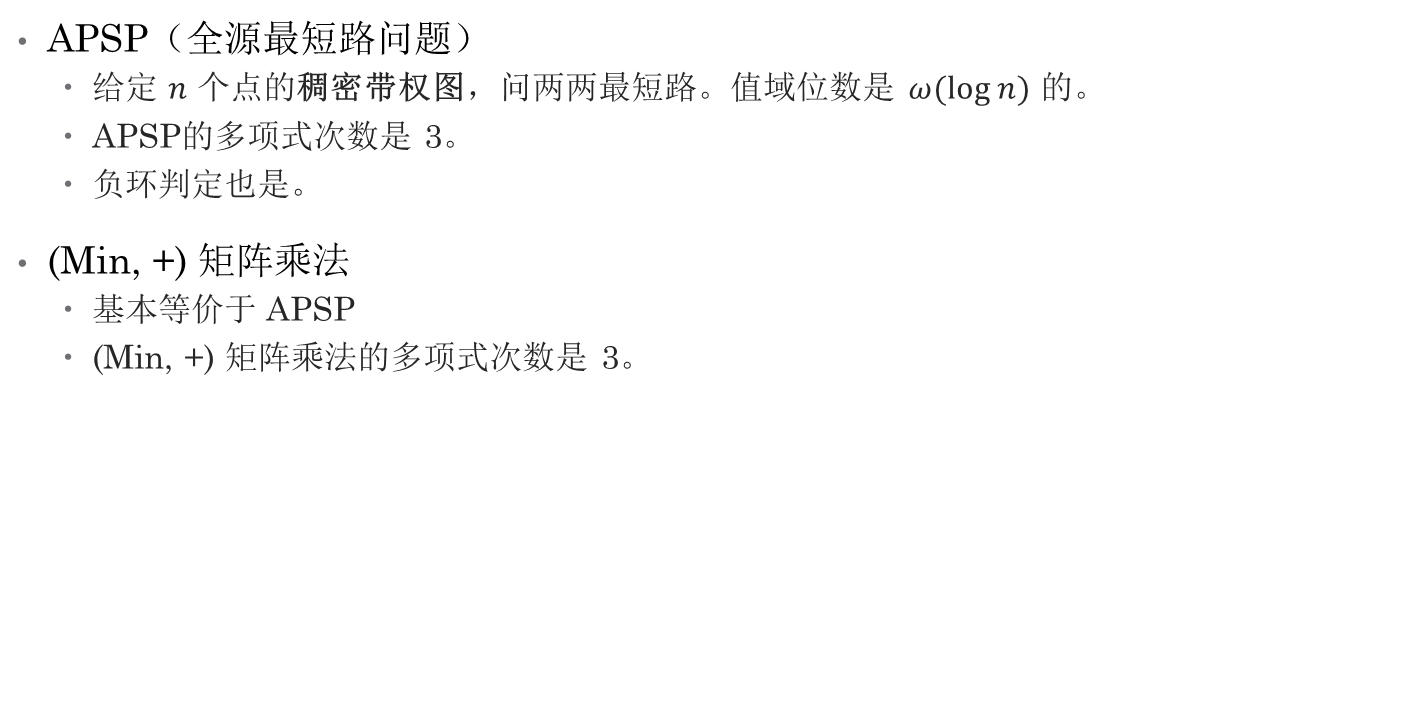 • APSP（全源最短路问题）
• 给定 n 个点的稠密带权图，问两两最短路。值域位数是 ω(log n) 的。
• APSP的多项式次数是 3。
• 负环判定也是。
• (Min, +) 矩阵乘法
• 基本等价于 APSP
• (Min, +) 矩阵乘法的多项式次数是 3。